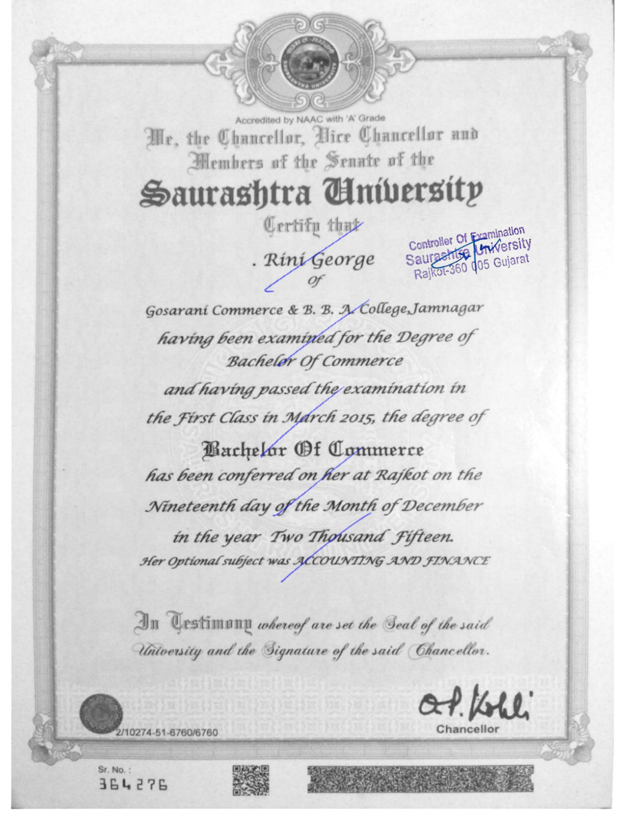 Accredited by NAAC with 'A' Grade
We, the Chancellor, Vice Chancellor and
Members of the Senate of the
Saurashtra University
Certify that
. Rini George
Of
Gosarani Commerce & B. B. A. College,Jamnagar
having been examined for the Degree of
Bachelor Of Commerce
and having passed the examination in
the First Class in March 2015, the degree of
Bachelor Of Commerce
has been conferred on her at Rajkot on the
Nineteenth day of the Month of December
in the year Two Thousand Fifteen.
Her Optional subject was ACCOUNTING AND FINANCE
Controller Of Examination
Saurashtra University
Rajkot-360 005 Gujarat
In Testimony whereof are set the Seal of the said
University and the Signature of the said Chancellor.
O.P. Kohli
Chancellor
2/10274-51-6760/6760
Sr. No. :
364276